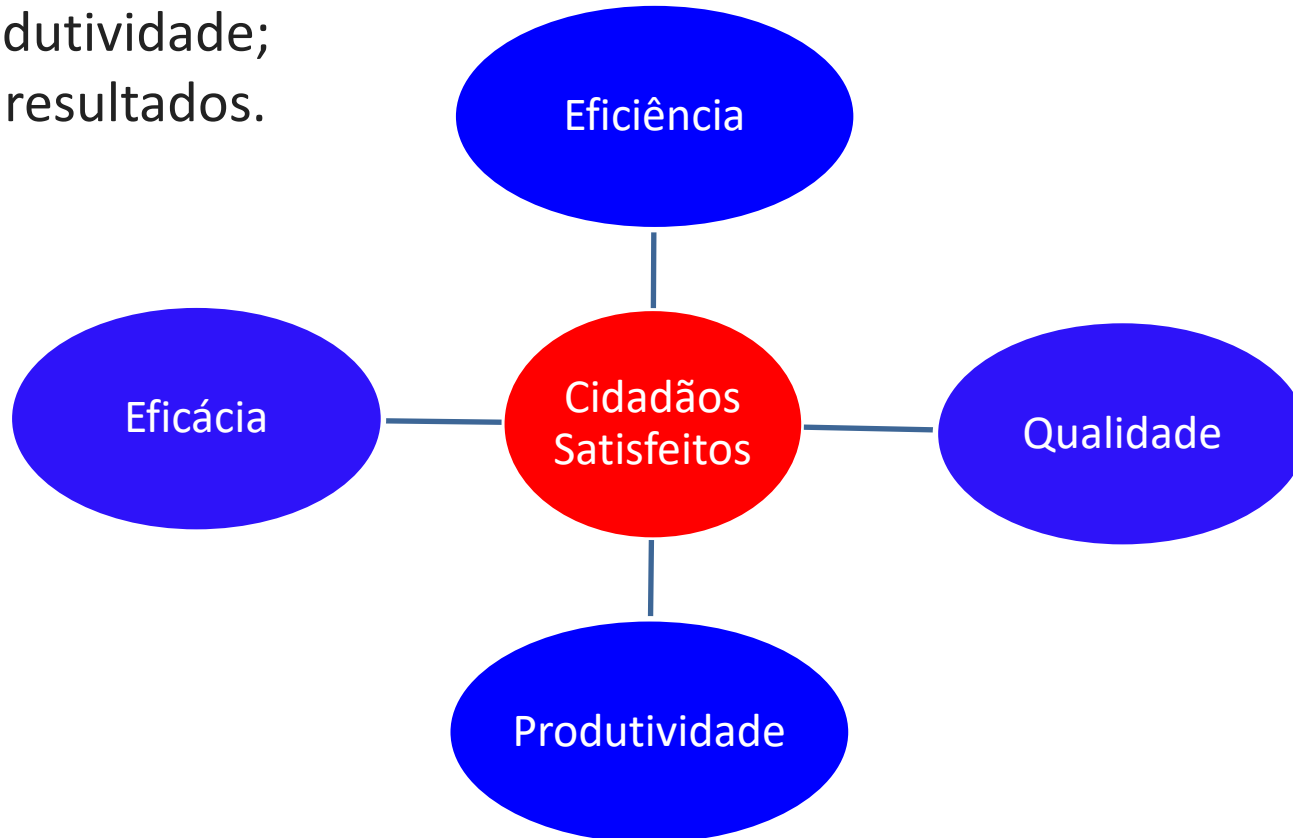 dutividade;
resultados.
Eficiência
Eficácia
Cidadãos
Satisfeitos
Qualidade
Produtividade